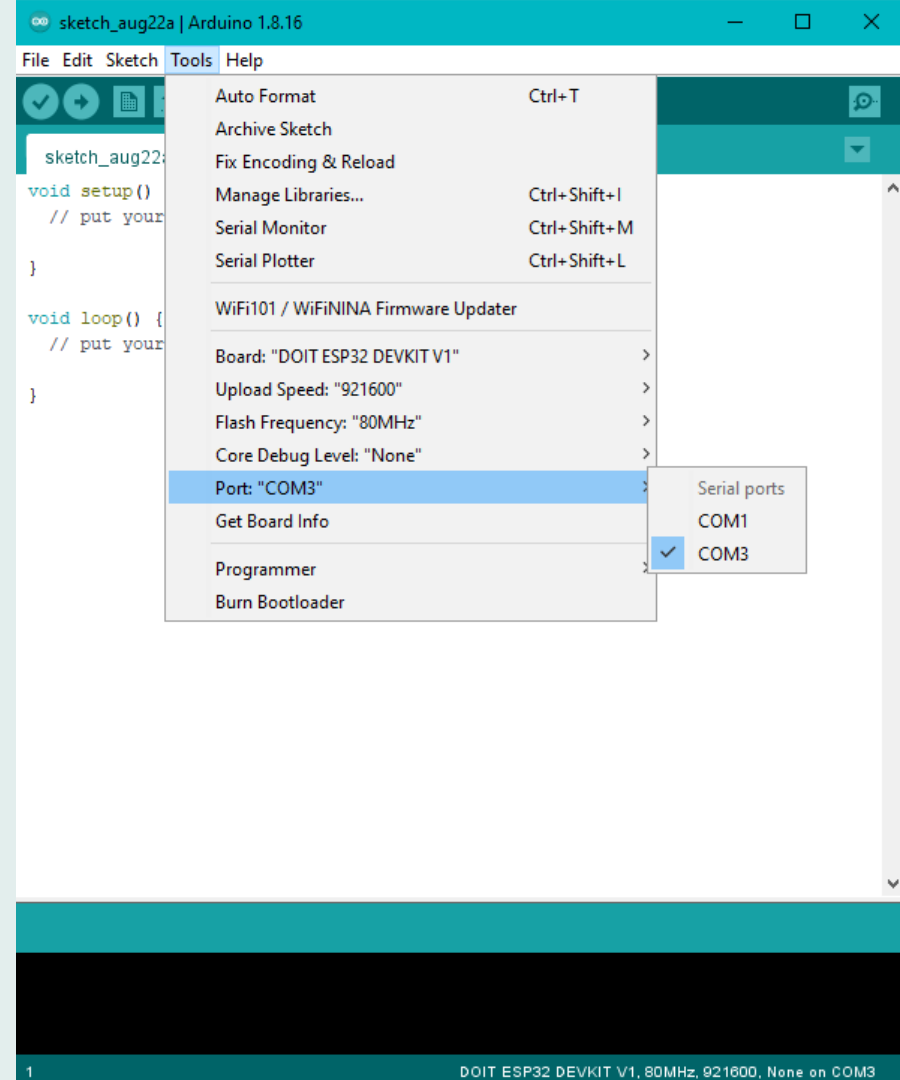 sketch_aug22a | Arduino 1.8.16
File Edit Sketch Tools Help
sketch_aug22a
void setup()
// put your
}
void loop() {
// put your
}
Auto Format Ctrl+T
Archive Sketch
Fix Encoding & Reload
Manage Libraries... Ctrl+Shift+I
Serial Monitor Ctrl+Shift+M
Serial Plotter Ctrl+Shift+L
WiFi101 / WiFiNINA Firmware Updater
Board: "DOIT ESP32 DEVKIT V1"
Upload Speed: "921600"
Flash Frequency: "80MHz"
Core Debug Level: "None"
Port: "COM3"
Get Board Info
Programmer
Burn Bootloader
Serial ports
COM1
COM3
1 DOIT ESP32 DEVKIT V1, 80MHz, 921600, None on COM3